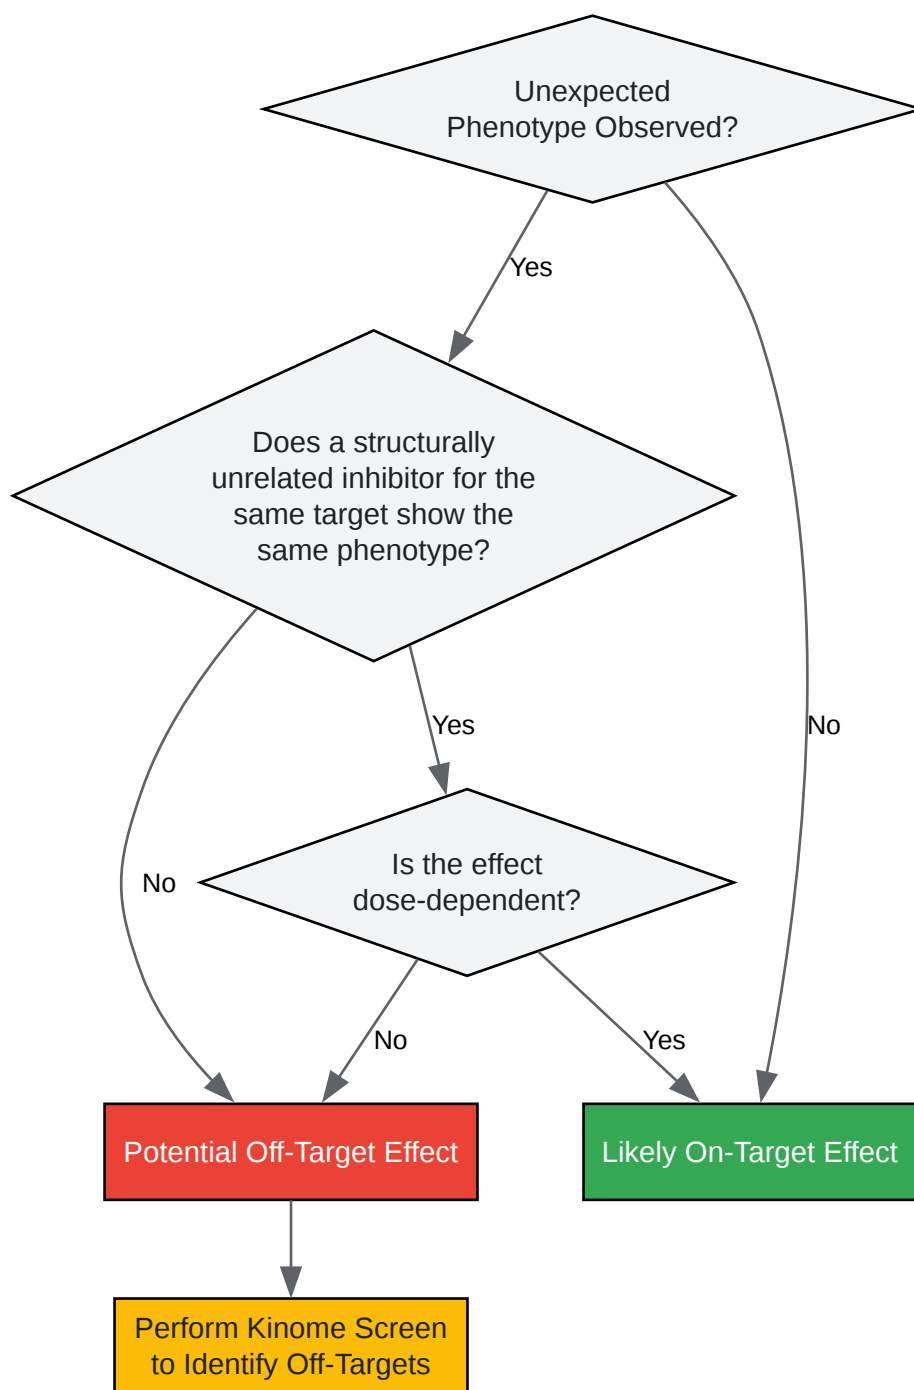 Unexpected
Phenotype Observed?
Yes
Does a structurally
unrelated inhibitor for the
same target show the
same phenotype?
Yes
No
Is the effect
dose-dependent?
No
No
Yes
Potential Off-Target Effect
Likely On-Target Effect
Perform Kinome Screen
to Identify Off-Targets